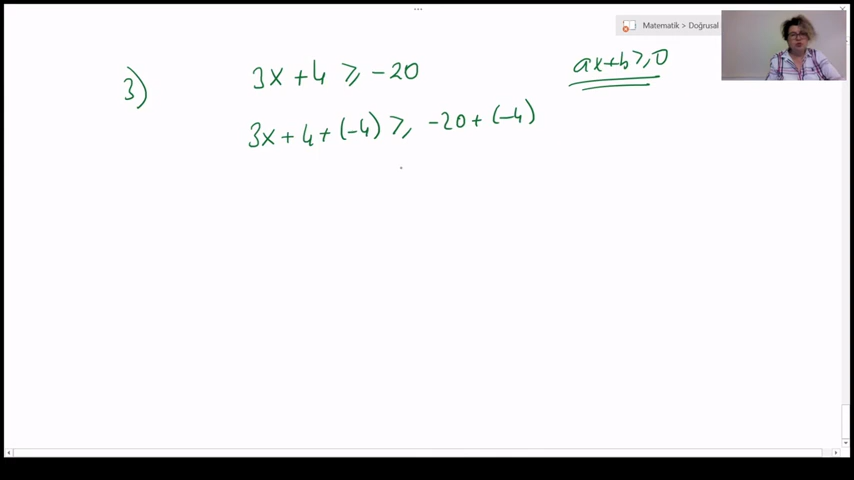 Matematik > Doğrusal
3) 3x + 4 ⩾ -20
ax+b ⩾ 0
3x + 4 + (-4) ⩾ -20 + (-4)